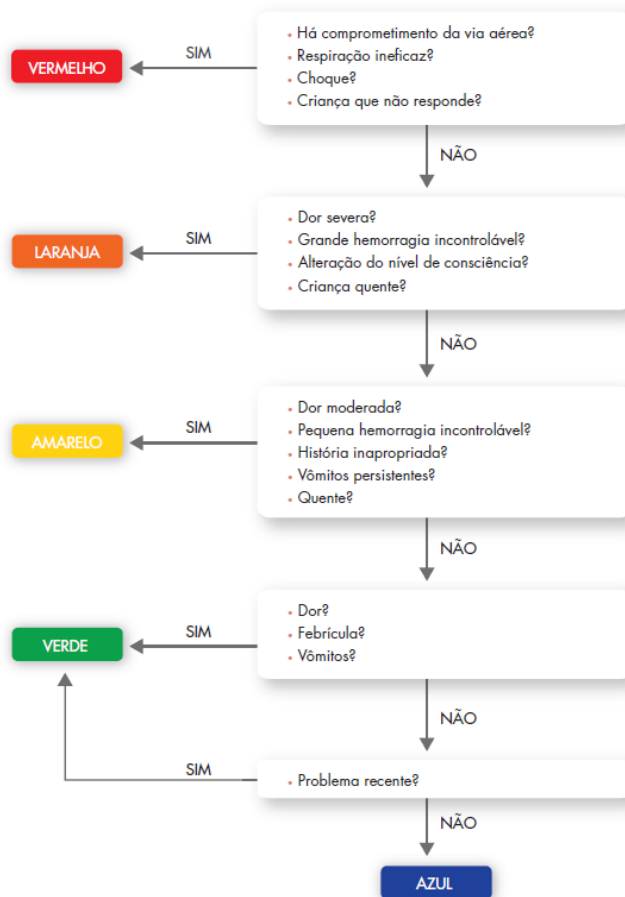 • Há comprometimento da via aérea?
SIM
• Respiração ineficaz?
VERMELHO
• Choque?
• Criança que não responde?
NÃO
• Dor severa?
SIM
• Grande hemorragia incontrolável?
LARANJA
• Alteração do nível de consciência?
• Criança quente?
NÃO
• Dor moderada?
• Pequena hemorragia incontrolável?
SIM
AMARELO
• História inapropriada?
• Vômitos persistentes?
• Quente?
NÃO
• Dor?
SIM
• Febrícula?
VERDE
• Vômitos?
NÃO
SIM
• Problema recente?
NÃO
AZUL